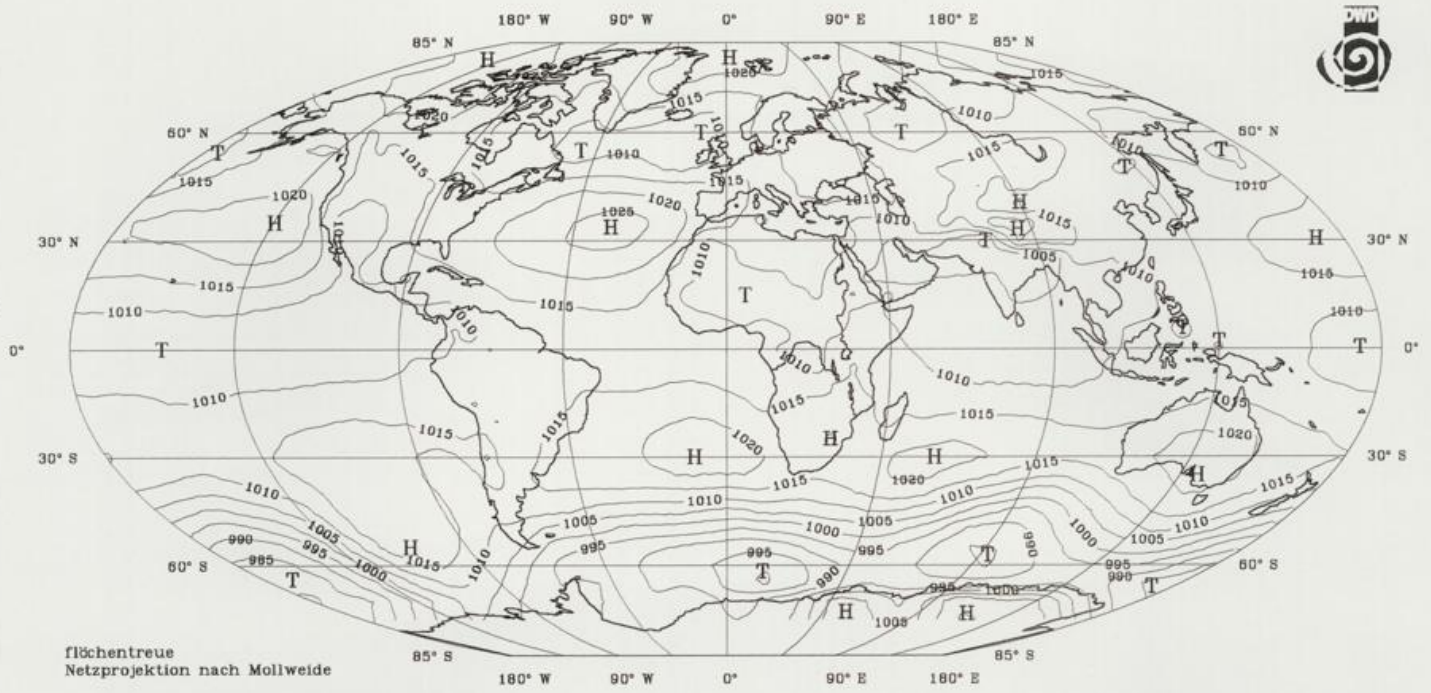 180° W 90° W 0° 90° E 180° E
DWD
85° N 85° N
H H
1020 1015
1015 1010
1020
60° N T T 60° N
T T T T
1015 1015 1010 1015 1010
1015 1015
1020 1020 1015 1010 H 1015
H 1025 H H
30° N T H 30° N
1010 1005 1010
1015 1015 T 1015
1010 1010 1010
T T
0° T T 0°
1010 1010
1010 1015 1015 1015
1015 1015 1020 H 1020
30° S H H 30° S
1015 1015 H
1010 1010 1020 1010 1015
1005 1005 1000 1005 1010
990 995 H 1010 995 995 T 990 1000 1005
985 1000 1015 T 990 995
60° S T 60° S
995 1000 990 T
H H
1005
flöchentreue
Netzprojektion nach Mollweide
85° S 85° S
180° W 90° W 0° 90° E 180° E